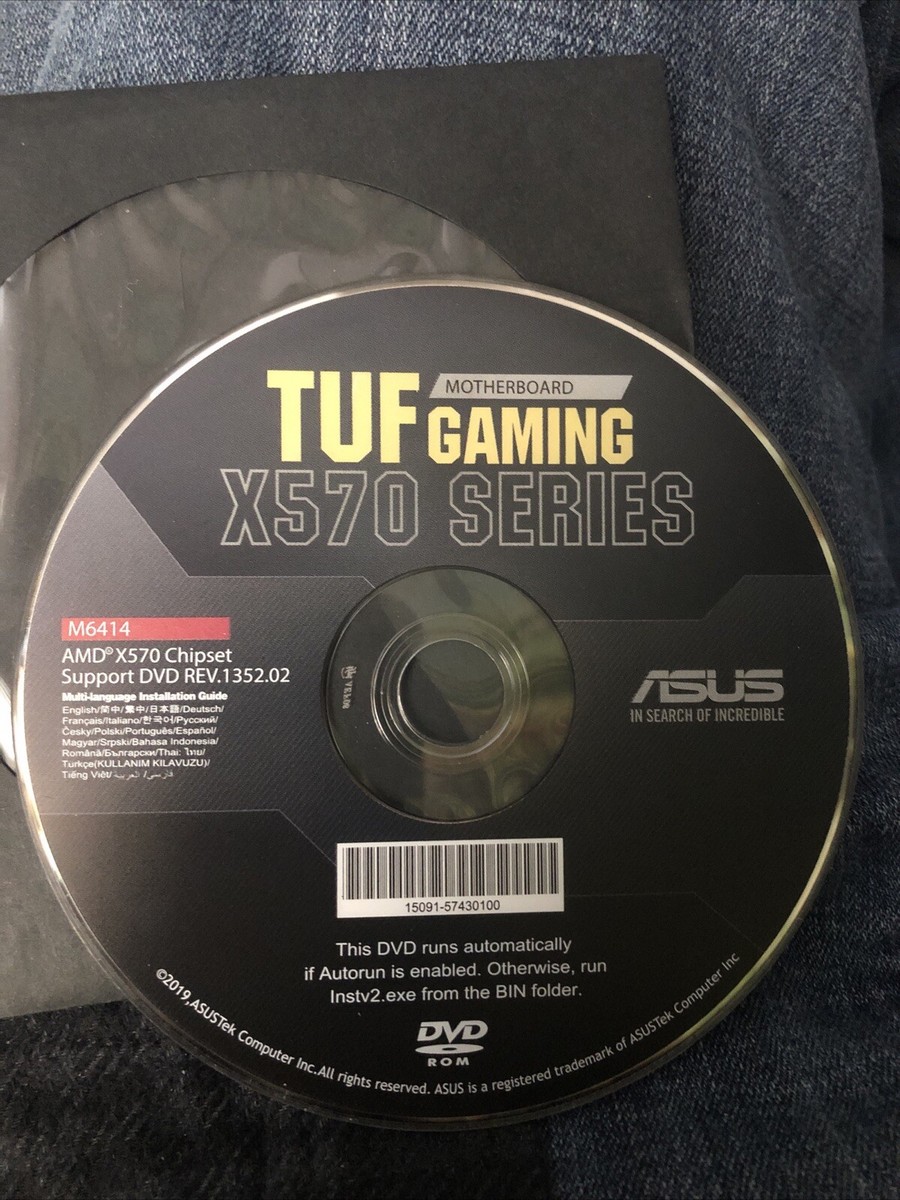 MOTHERBOARD
TUF GAMING
X570 SERIES
M6414
AMD® X570 Chipset
Support DVD REV.1352.02
Multi-language Installation Guide
English/简中/繁中/日本語/Deutsch/
Français/Italiano/한국어/Русский/
Česky/Polski/Português/Español/
Magyar/Srpski/Bahasa Indonesia/
Română/Български/Thai: ไทย/
Türkçe(KULLANIM KILAVUZU)/
Tiếng Việt/العربية /فارسی
ASUS
IN SEARCH OF INCREDIBLE
15091-57430100
This DVD runs automatically
if Autorun is enabled. Otherwise, run
Instv2.exe from the BIN folder.
DVD
ROM
©2019,ASUSTek Computer Inc.All rights reserved. ASUS is a registered trademark of ASUSTek Computer Inc